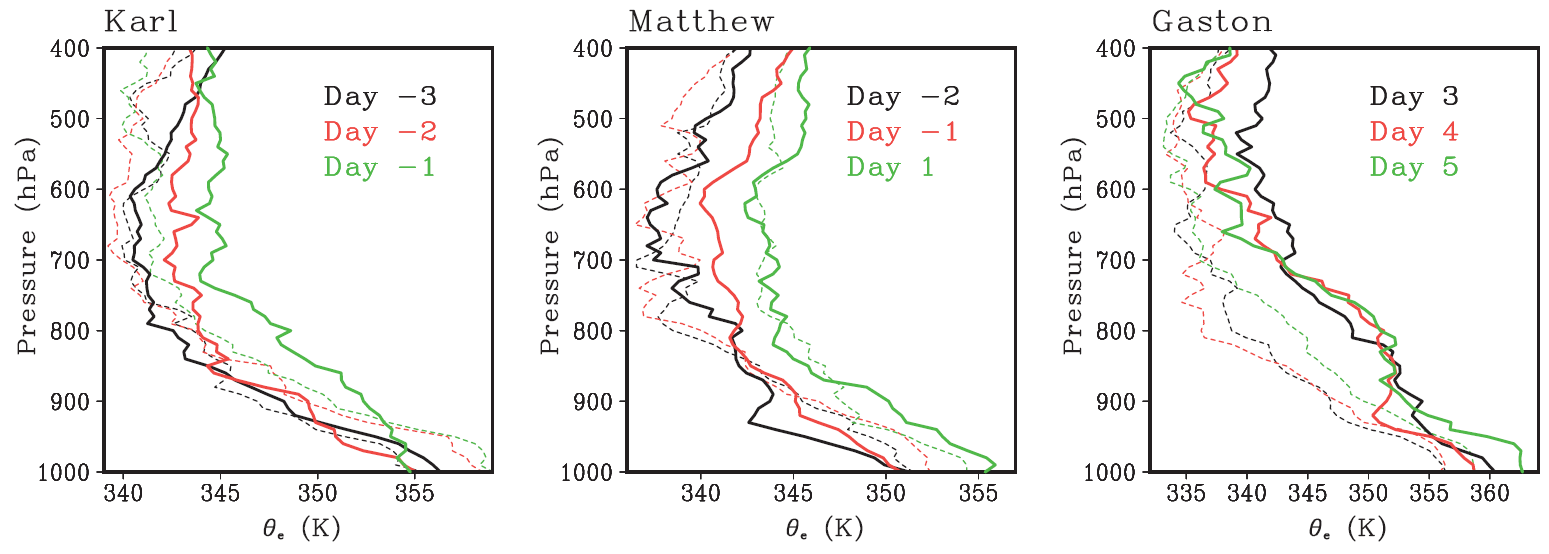 Karl
400
500
600
700
800
900
1000
Pressure (hPa)
Day −3
Day −2
Day −1
340 345 350 355
θe (K)
Matthew
400
500
600
700
800
900
1000
Pressure (hPa)
Day −2
Day −1
Day 1
340 345 350 355
θe (K)
Gaston
400
500
600
700
800
900
1000
Pressure (hPa)
Day 3
Day 4
Day 5
335 340 345 350 355 360
θe (K)